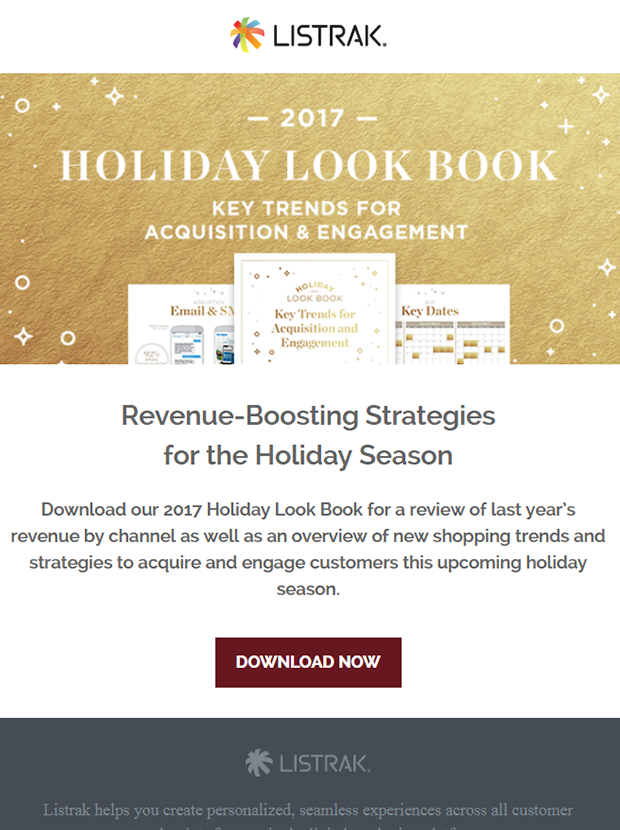 LISTRAK.
— 2017 —
HOLIDAY LOOK BOOK
KEY TRENDS FOR
ACQUISITION & ENGAGEMENT
ACQUISITION
Email & SM
92%
HOLIDAY
LOOK BOOK
Key Trends for
Acquisition and
Engagement
2017
Key Dates
Revenue-Boosting Strategies
for the Holiday Season
Download our 2017 Holiday Look Book for a review of last year's
revenue by channel as well as an overview of new shopping trends and
strategies to acquire and engage customers this upcoming holiday
season.
DOWNLOAD NOW
LISTRAK.
Listrak helps you create personalized, seamless experiences across all customer